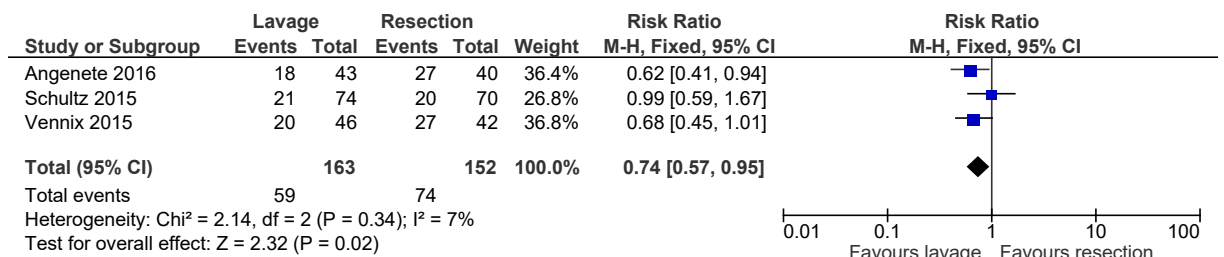 Lavage Resection Risk Ratio Risk Ratio
Study or Subgroup Events Total Events Total Weight M-H, Fixed, 95% CI M-H, Fixed, 95% CI
Angenete 2016 18 43 27 40 36.4% 0.62 [0.41, 0.94]
Schultz 2015 21 74 20 70 26.8% 0.99 [0.59, 1.67]
Vennix 2015 20 46 27 42 36.8% 0.68 [0.45, 1.01]
Total (95% CI) 163 152 100.0% 0.74 [0.57, 0.95]
Total events 59 74
Heterogeneity: Chi² = 2.14, df = 2 (P = 0.34); I² = 7%
Test for overall effect: Z = 2.32 (P = 0.02)
0.01 0.1 1 10 100
Favours lavage Favours resection